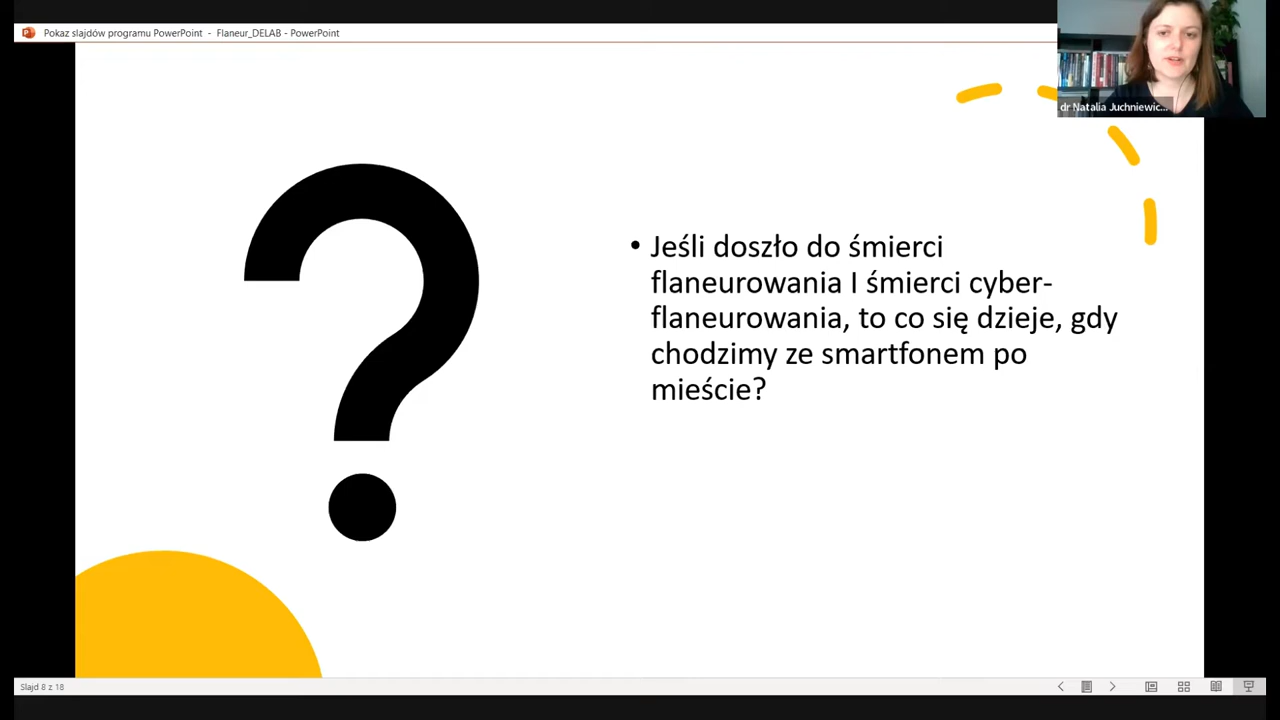 Pokaz slajdów programu PowerPoint - Flaneur_DELAB - PowerPoint
dr Natalia Juchniewic...
?
• Jeśli doszło do śmierci
flaneurowania I śmierci cyber-
flaneurowania, to co się dzieje, gdy
chodzimy ze smartfonem po
mieście?
Slajd 8 z 18